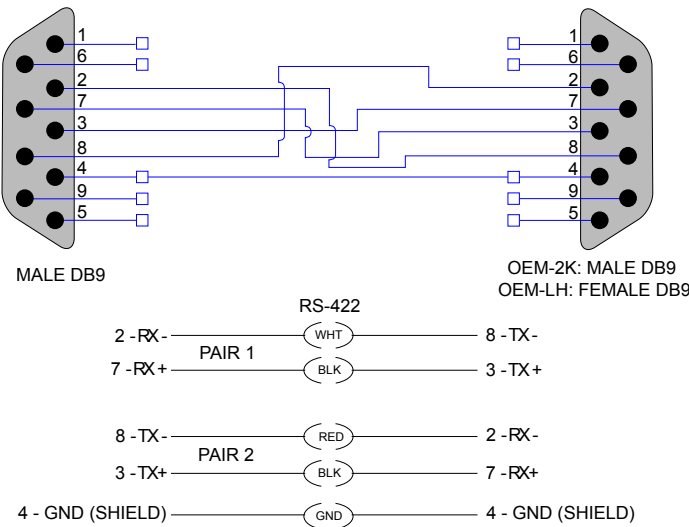 1 1
6 6
2 2
7 7
3 3
8 8
4 4
9 9
5 5
MALE DB9
OEM-2K: MALE DB9
OEM-LH: FEMALE DB9
RS-422
2 -RX- WHT 8 -TX-
PAIR 1
7 -RX+ BLK 3 -TX+
8 -TX- RED 2 -RX-
PAIR 2
3 -TX+ BLK 7 -RX+
4 - GND (SHIELD) GND 4 - GND (SHIELD)